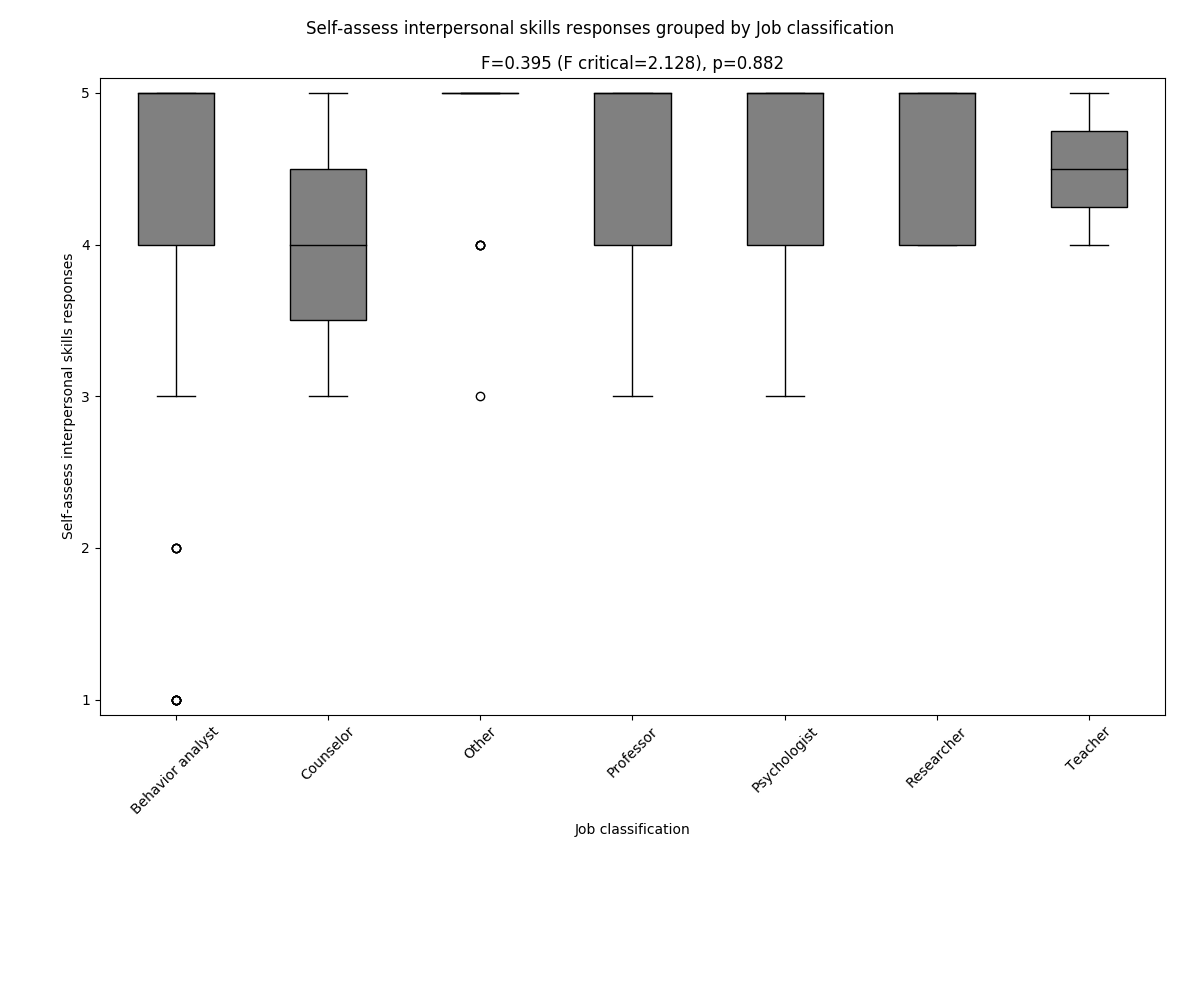 Self-assess interpersonal skills responses grouped by Job classification
F=0.395 (F critical=2.128), p=0.882
Self-assess interpersonal skills responses
5
4
3
2
1
Behavior analyst
Counselor
Other
Professor
Psychologist
Researcher
Teacher
Job classification